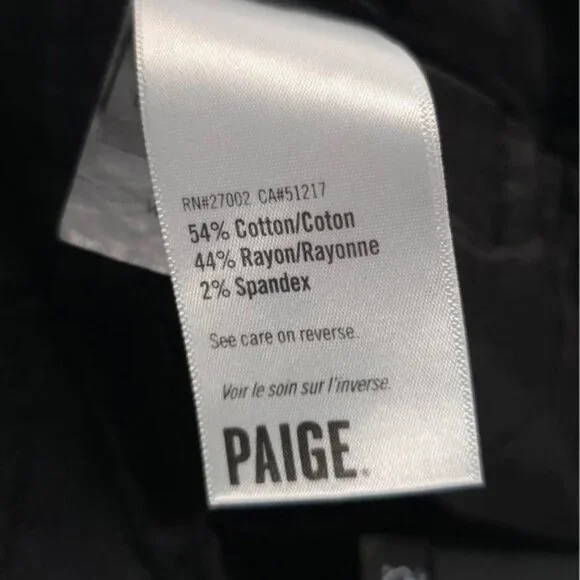 RN#27002 CA#51217
54% Cotton/Coton
44% Rayon/Rayonne
2% Spandex
See care on reverse.
Voir le soin sur l'inverse.
PAIGE®